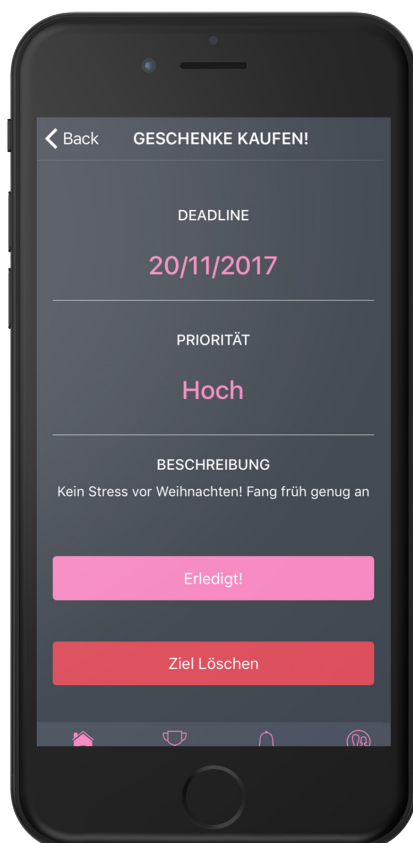 Back
GESCHENKE KAUFEN!
DEADLINE
20/11/2017
PRIORITÄT
Hoch
BESCHREIBUNG
Kein Stress vor Weihnachten! Fang früh genug an
Erledigt!
Ziel Löschen